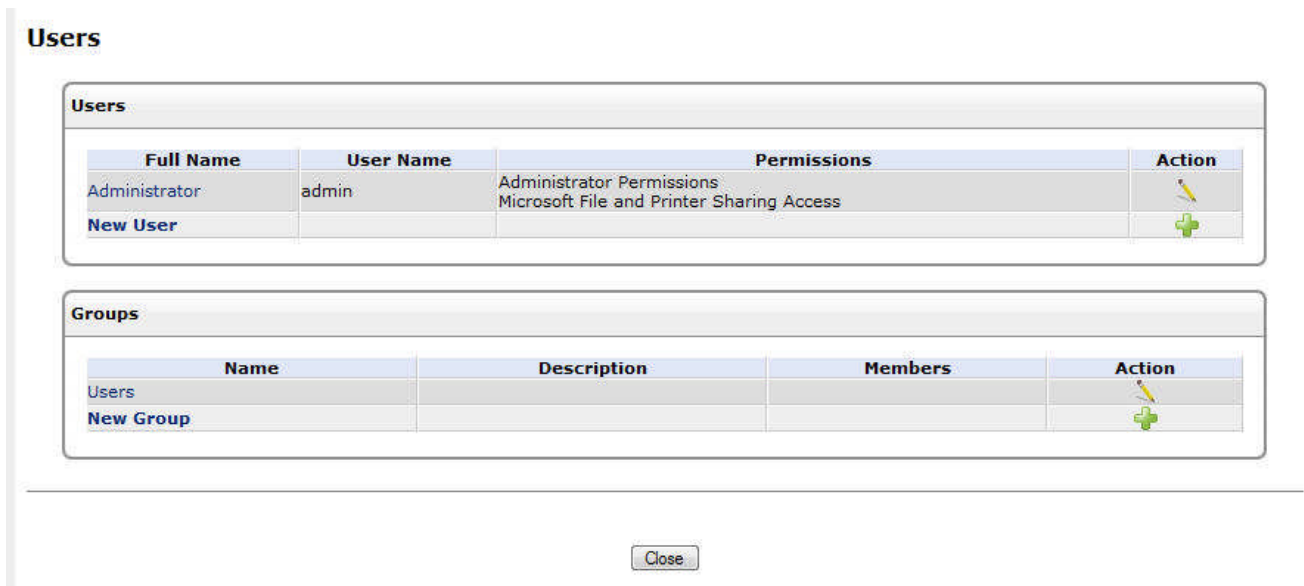 Users
Users
Full Name User Name Permissions Action
Administrator admin Administrator Permissions
Microsoft File and Printer Sharing Access
New User
Groups
Name Description Members Action
Users
New Group
Close